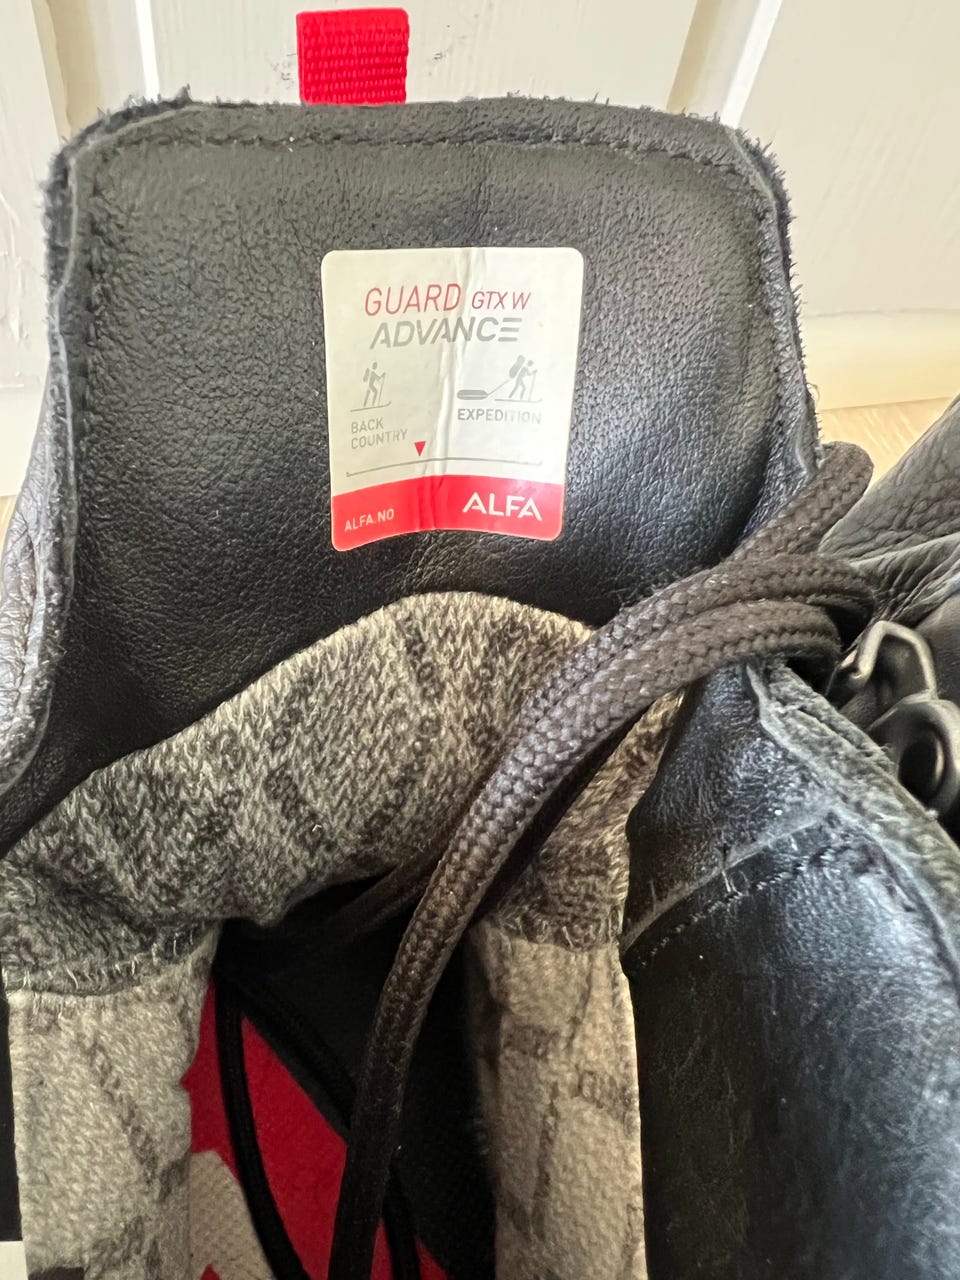 GUARD GTX W
ADVANCE
BACK
COUNTRY
EXPEDITION
ALFA.NO
ALFA